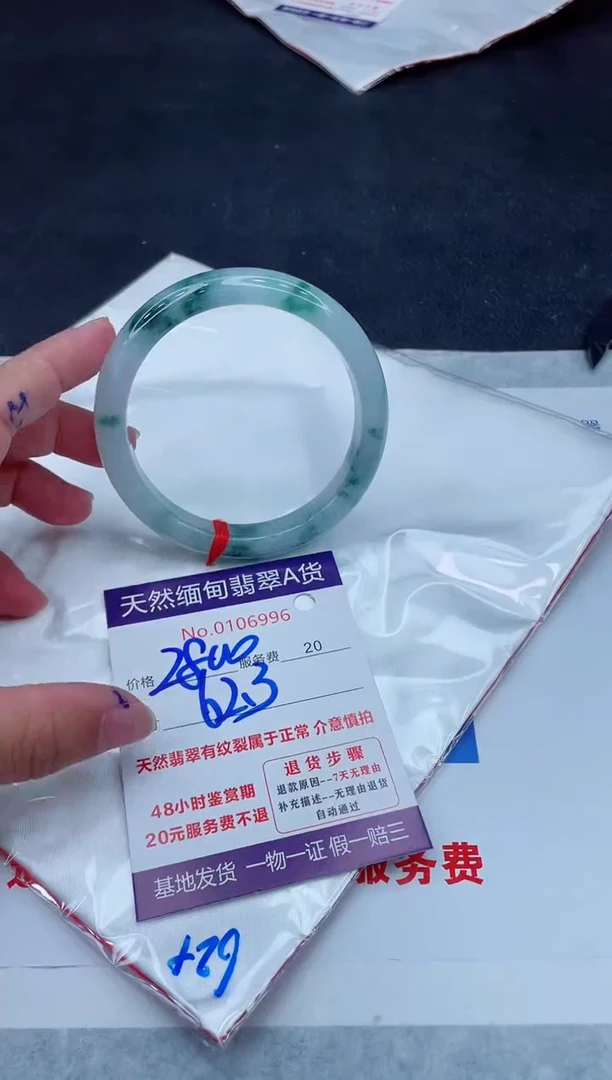 天然缅甸翡翠A货
No.0106996
价格 2800 服务费 20
62.3
天然翡翠有纹裂属于正常 介意慎拍
48小时鉴赏期
20元服务费不退
退货步骤
退款原因--7天无理由
补充描述--无理由退货
自动通过
基地发货 一物一证 假一赔三
服务费